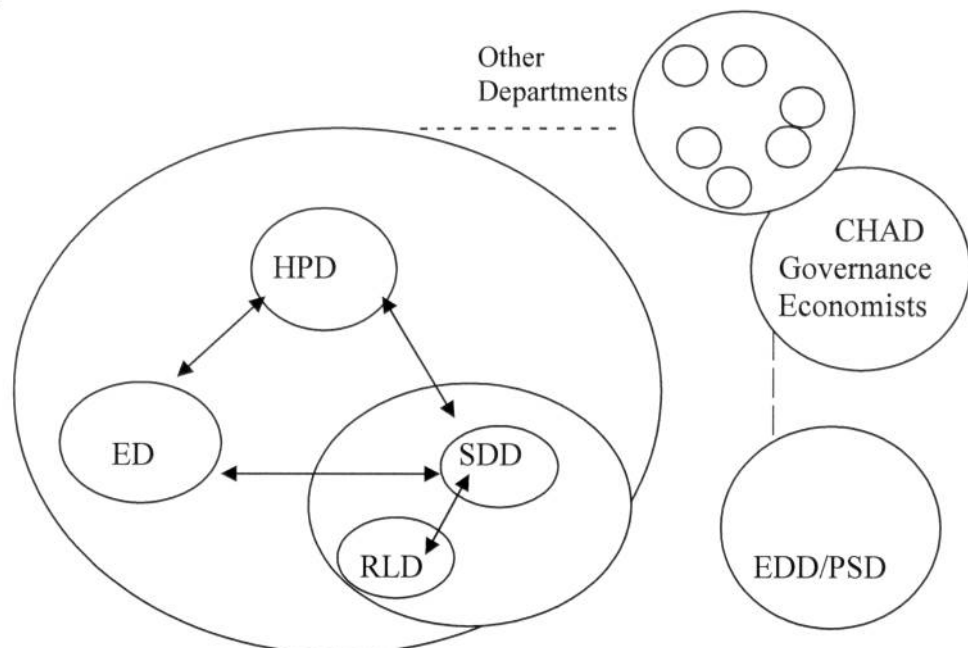 Other
Departments
CHAD
Governance
Economists
HPD
ED
SDD
RLD
EDD/PSD